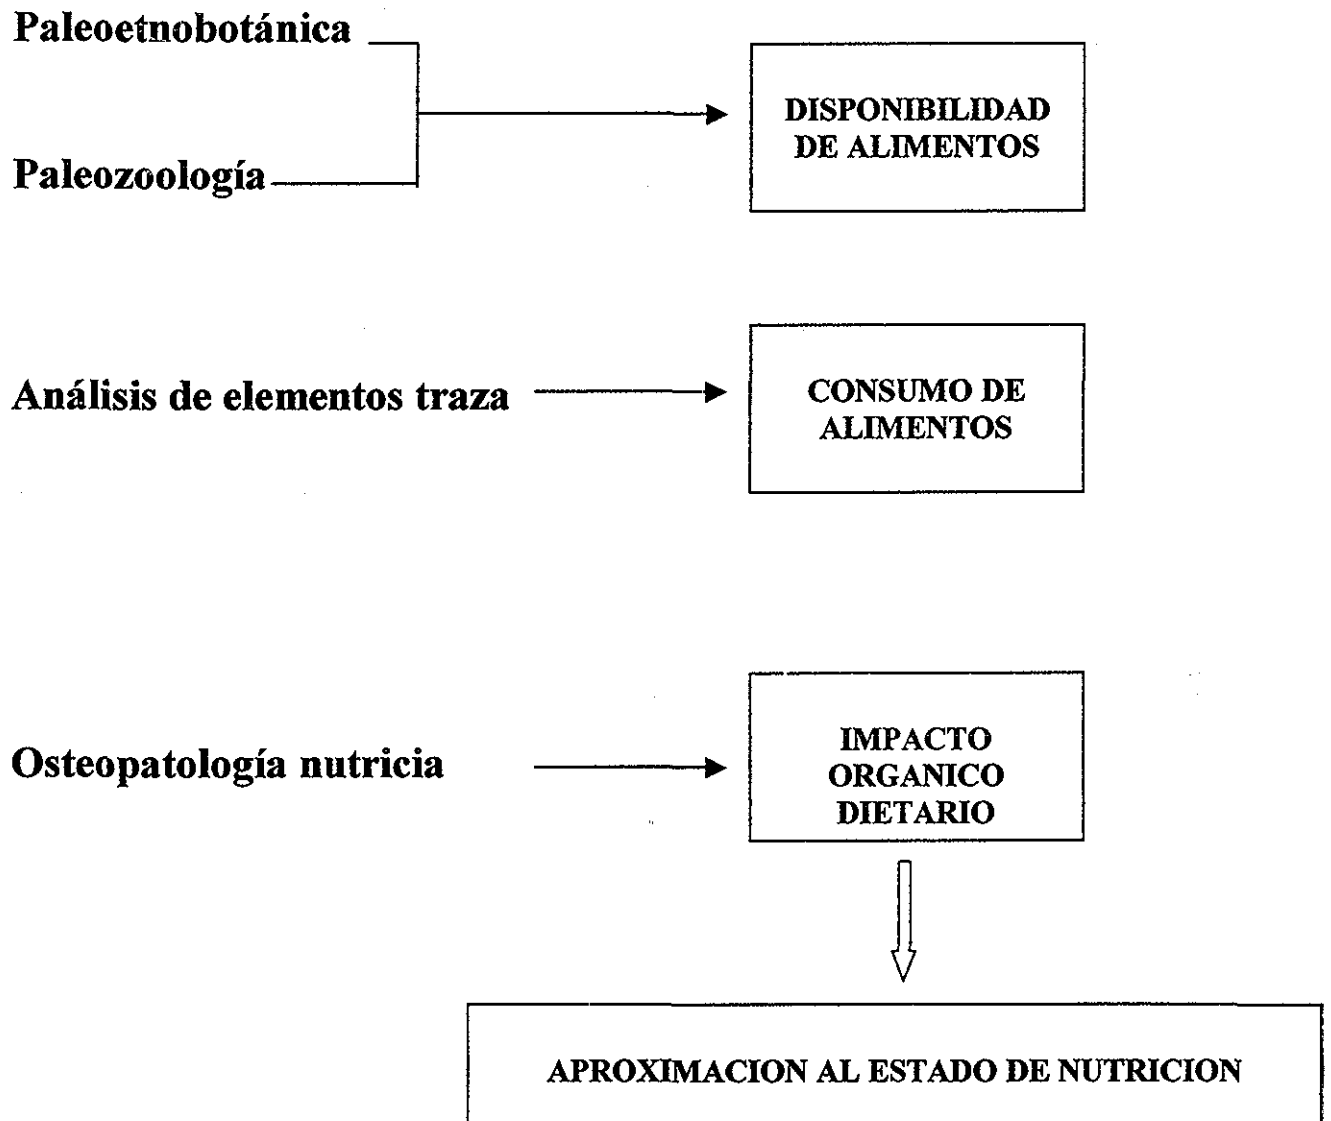 Paleoetnobotánica
DISPONIBILIDAD
DE ALIMENTOS
Paleozoología
Análisis de elementos traza
CONSUMO DE
ALIMENTOS
Osteopatología nutricia
IMPACTO
ORGANICO
DIETARIO
APROXIMACION AL ESTADO DE NUTRICION